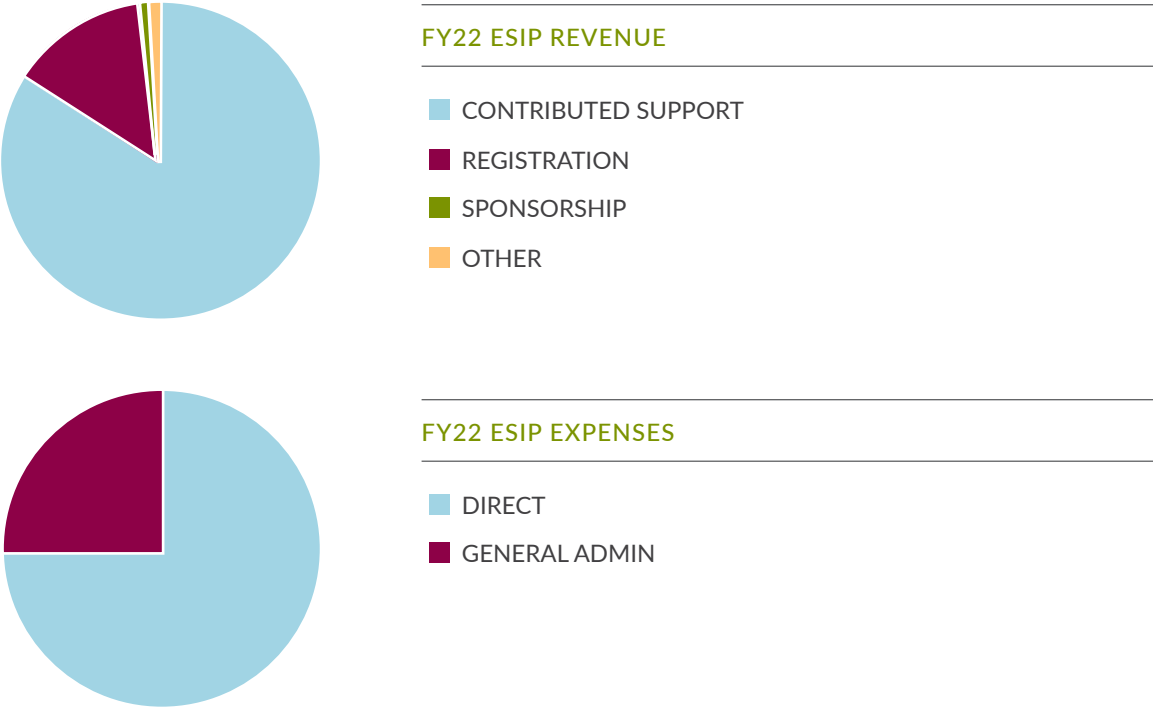 FY22 ESIP REVENUE
CONTRIBUTED SUPPORT
REGISTRATION
SPONSORSHIP
OTHER
FY22 ESIP EXPENSES
DIRECT
GENERAL ADMIN